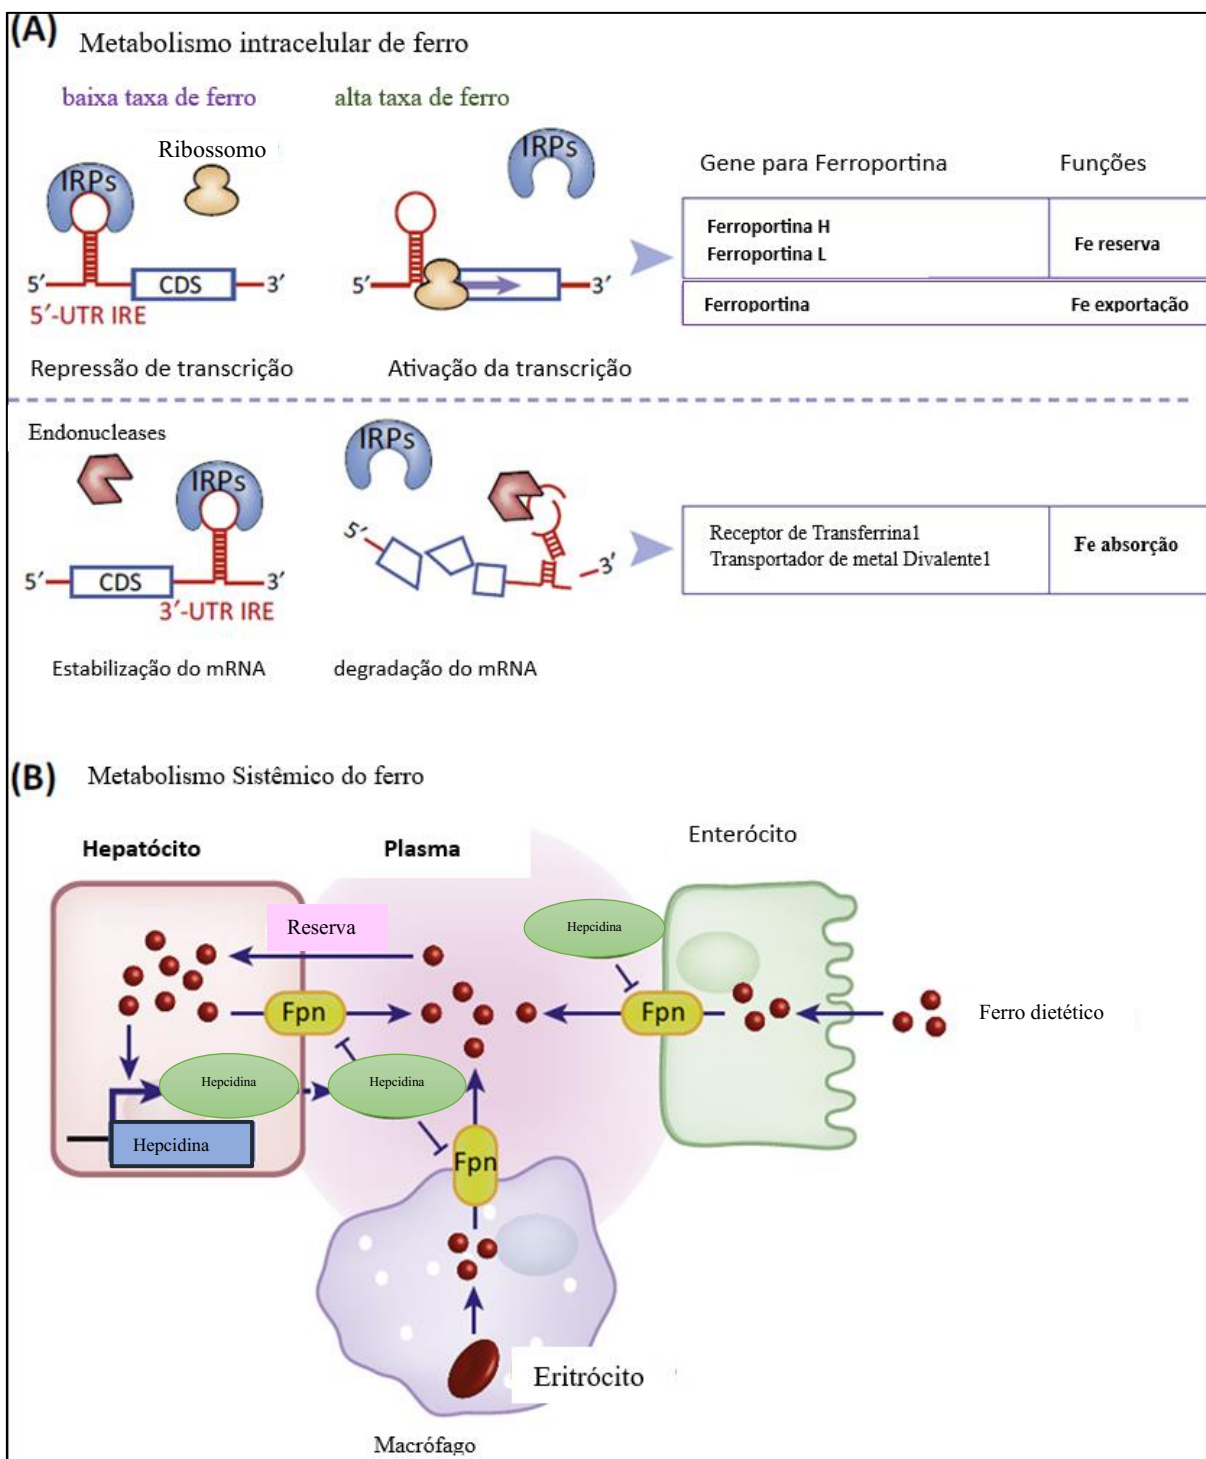 (A) Metabolismo intracelular de ferro
baixa taxa de ferro alta taxa de ferro
IRPs Ribossomo IRPs
Gene para Ferroportina Funções
Ferroportina H
Ferroportina L
Fe reserva
5′ CDS 3′ 5′ 3′
5′-UTR IRE
Ferroportina Fe exportação
Repressão de transcrição Ativação da transcrição
Endonucleases
IRPs IRPs
5′ CDS 3′ 5′ 3′
3′-UTR IRE
Receptor de Transferrina1
Transportador de metal Divalente1
Fe absorção
Estabilização do mRNA degradação do mRNA
(B) Metabolismo Sistêmico do ferro
Hepatócito Plasma Enterócito
Reserva Hepcidina
Fpn Fpn Ferro dietético
Hepcidina Hepcidina
Hepcidina
Fpn
Eritrócito
Macrófago